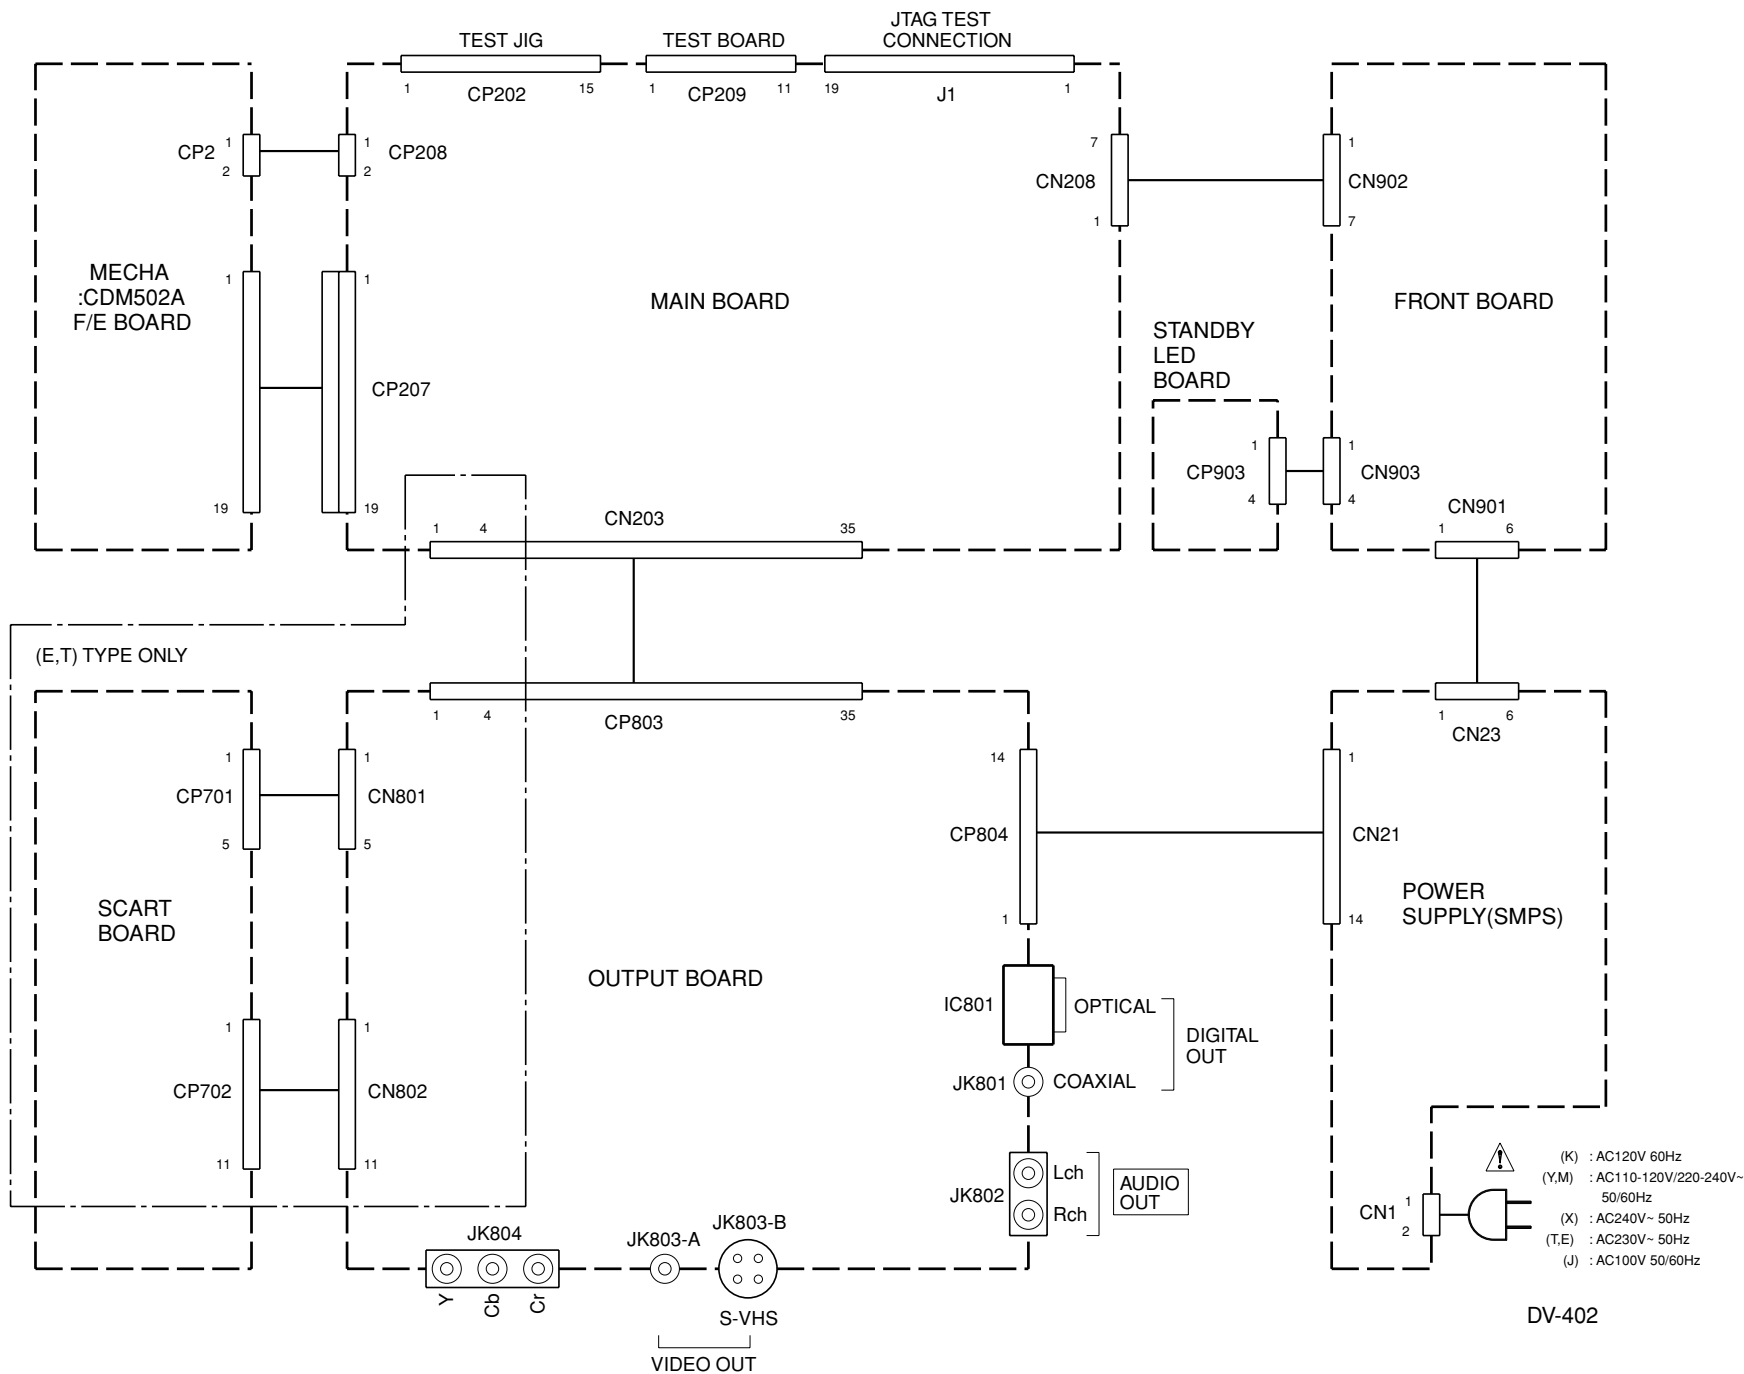 TEST JIG
TEST BOARD
JTAG TEST
CONNECTION
1 CP202 15
1 CP209 11
19 J1 1
CP2 1
2
1 CP208
2
7
CN208
1
1
CN902
7
MECHA
:CDM502A
F/E BOARD
1
19
1
CP207
19
MAIN BOARD
FRONT BOARD
STANDBY
LED
BOARD
1
CP903
4
1
CN903
4
CN901
1 6
CN203
1 4 35
(E,T) TYPE ONLY
1 4 35
CP803
1 6
CN23
1
CP701
5
1
CN801
5
14
CP804
1
1
CN21
14
SCART
BOARD
POWER
SUPPLY(SMPS)
OUTPUT BOARD
IC801
OPTICAL
DIGITAL
OUT
JK801
COAXIAL
1
CP702
11
1
CN802
11
JK802
Lch
Rch
AUDIO
OUT
CN1 1
2
(K) : AC120V 60Hz
(Y,M) : AC110-120V/220-240V~
50/60Hz
(X) : AC240V~ 50Hz
(T,E) : AC230V~ 50Hz
(J) : AC100V 50/60Hz
JK804
Y
Cb
Cr
JK803-A
JK803-B
S-VHS
VIDEO OUT
DV-402